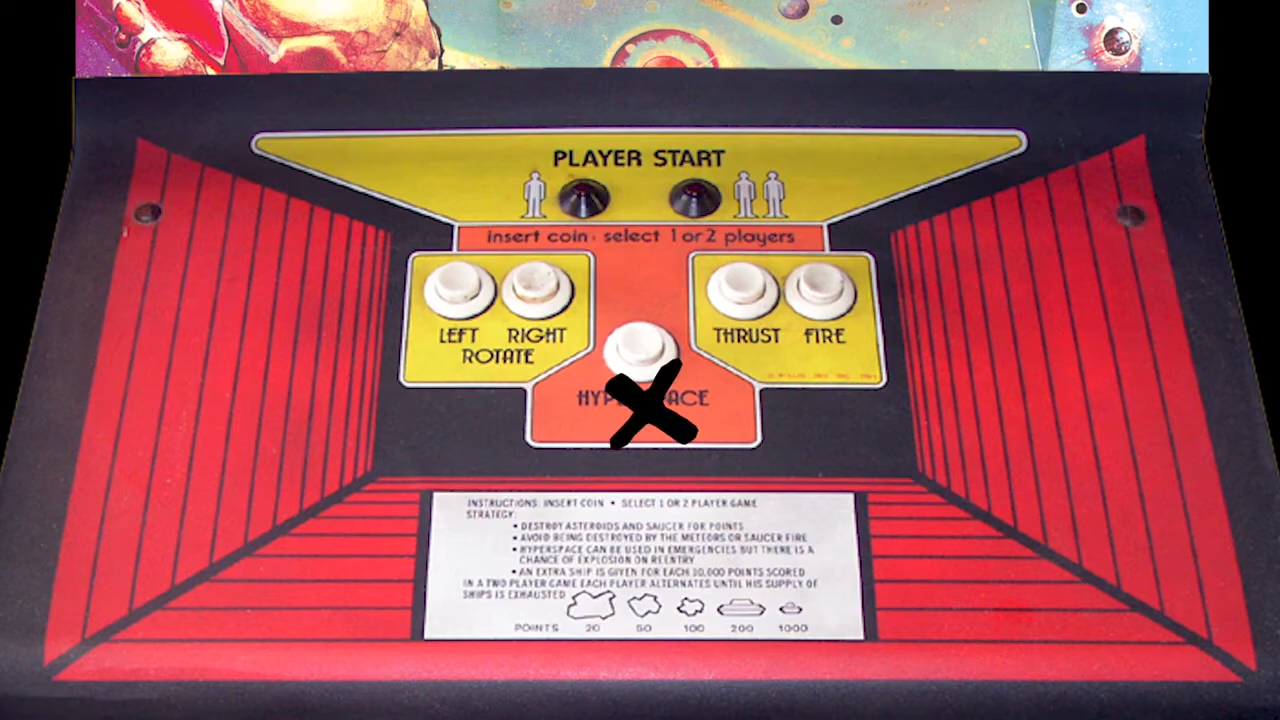 PLAYER START
insert coin: select 1 or 2 players
LEFT RIGHT
ROTATE
THRUST FIRE
INSTRUCTIONS: INSERT COIN • SELECT 1 OR 2 PLAYER GAME
STRATEGY:
• DESTROY ASTEROIDS AND SAUCER FOR POINTS
• AVOID BEING DESTROYED BY THE METEORS OR SAUCER FIRE
• HYPERSPACE CAN BE USED IN EMERGENCIES BUT THERE IS A
CHANCE OF EXPLOSION ON REENTRY
• AN EXTRA SHIP IS GIVEN FOR EACH 10,000 POINTS SCORED
IN A TWO PLAYER GAME EACH PLAYER ALTERNATES UNTIL HIS SUPPLY OF
SHIPS IS EXHAUSTED
POINTS 20 50 100 200 1000